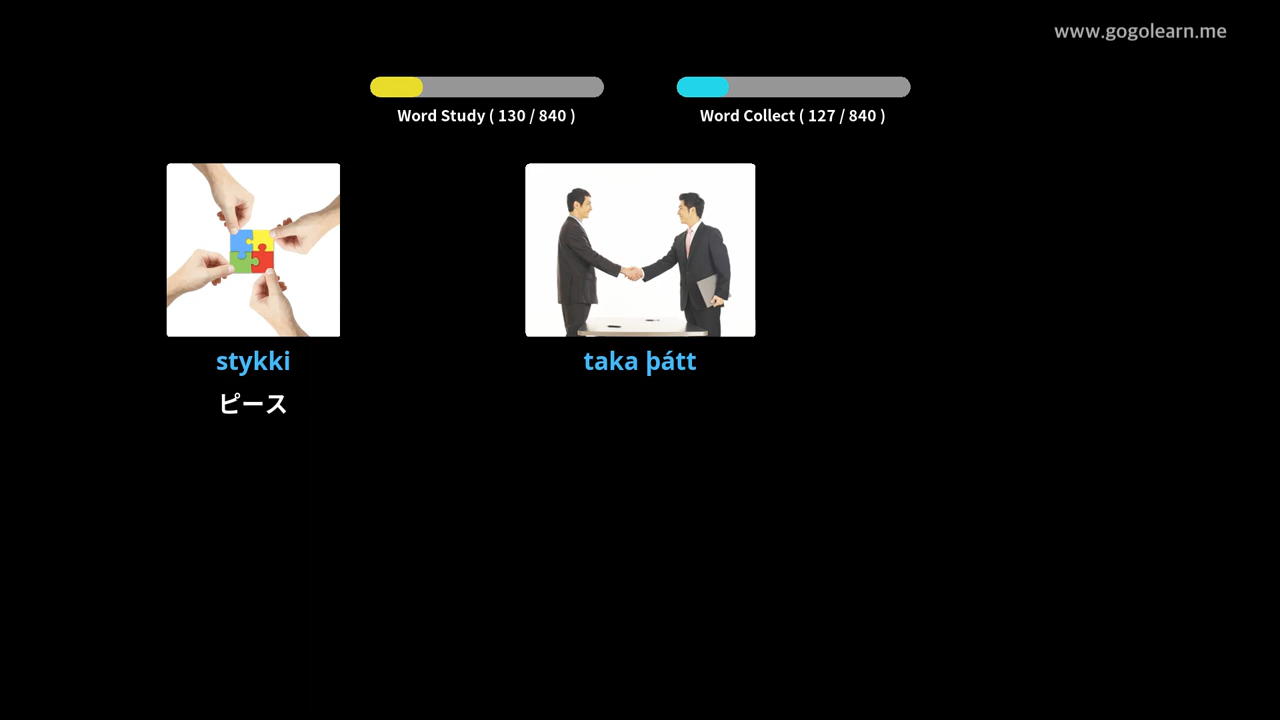 www.gogolearn.me
Word Study ( 130 / 840 )
Word Collect ( 127 / 840 )
stykki
taka þátt
ピース